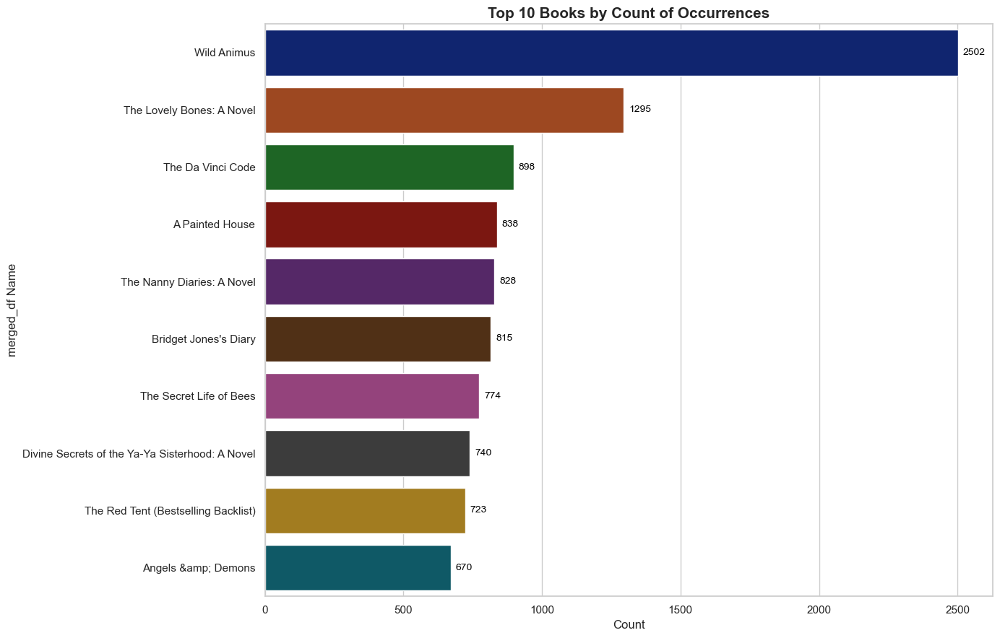 Top 10 Books by Count of Occurrences
Wild Animus
2502
The Lovely Bones: A Novel
1295
The Da Vinci Code
898
A Painted House
838
The Nanny Diaries: A Novel
828
Bridget Jones's Diary
815
The Secret Life of Bees
774
Divine Secrets of the Ya-Ya Sisterhood: A Novel
740
The Red Tent (Bestselling Backlist)
723
Angels &amp; Demons
670
merged_df Name
0 500 1000 1500 2000 2500
Count